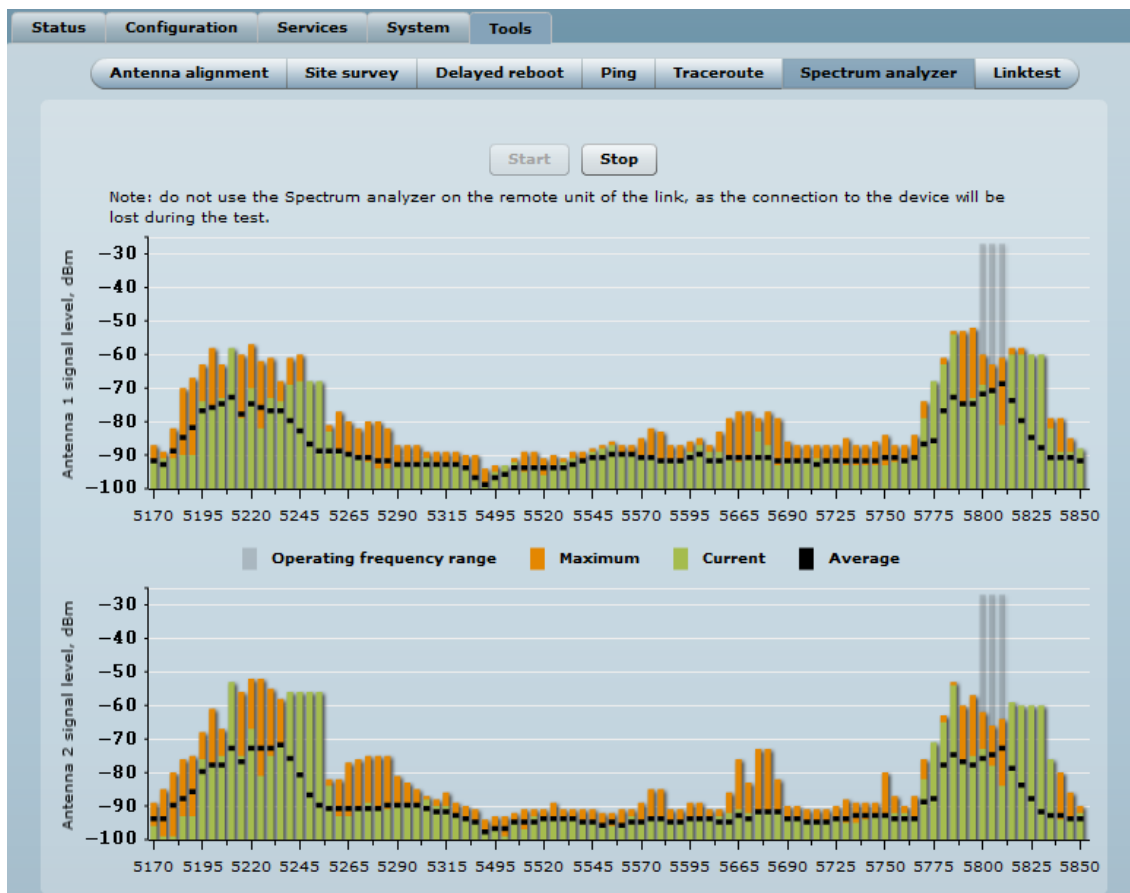 Status Configuration Services System Tools
Antenna alignment Site survey Delayed reboot Ping Traceroute Spectrum analyzer Linktest
Start Stop
Note: do not use the Spectrum analyzer on the remote unit of the link, as the connection to the device will be
lost during the test.
Antenna 1 signal level, dBm
−30
−40
−50
−60
−70
−80
−90
−100
5170 5195 5220 5245 5265 5290 5315 5495 5520 5545 5570 5595 5665 5690 5725 5750 5775 5800 5825 5850
Operating frequency range Maximum Current Average
Antenna 2 signal level, dBm
−30
−40
−50
−60
−70
−80
−90
−100
5170 5195 5220 5245 5265 5290 5315 5495 5520 5545 5570 5595 5665 5690 5725 5750 5775 5800 5825 5850